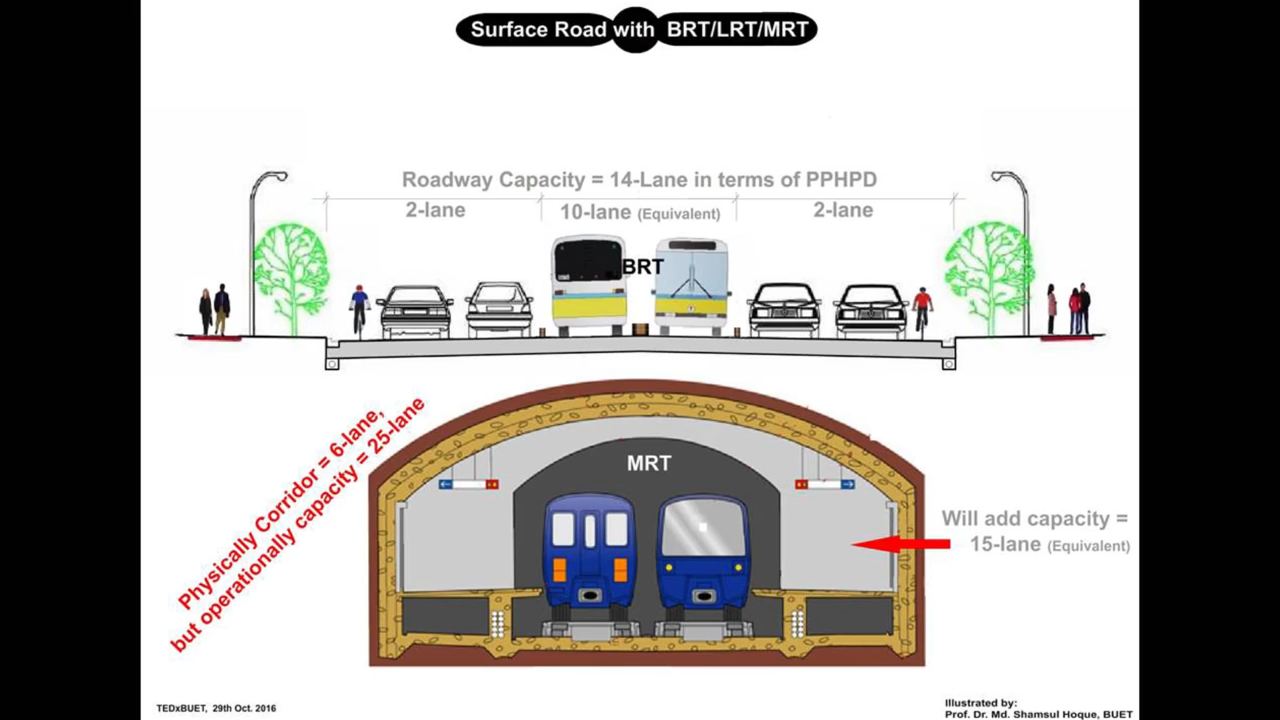 Surface Road with BRT/LRT/MRT
Roadway Capacity = 14-Lane in terms of PPHPD
2-lane
10-lane (Equivalent)
2-lane
BRT
Physically Corridor = 6-lane,
but operationally capacity = 25-lane
MRT
Will add capacity =
15-lane (Equivalent)
TEDxBUET, 29th Oct. 2016
Illustrated by:
Prof. Dr. Md. Shamsul Hoque, BUET